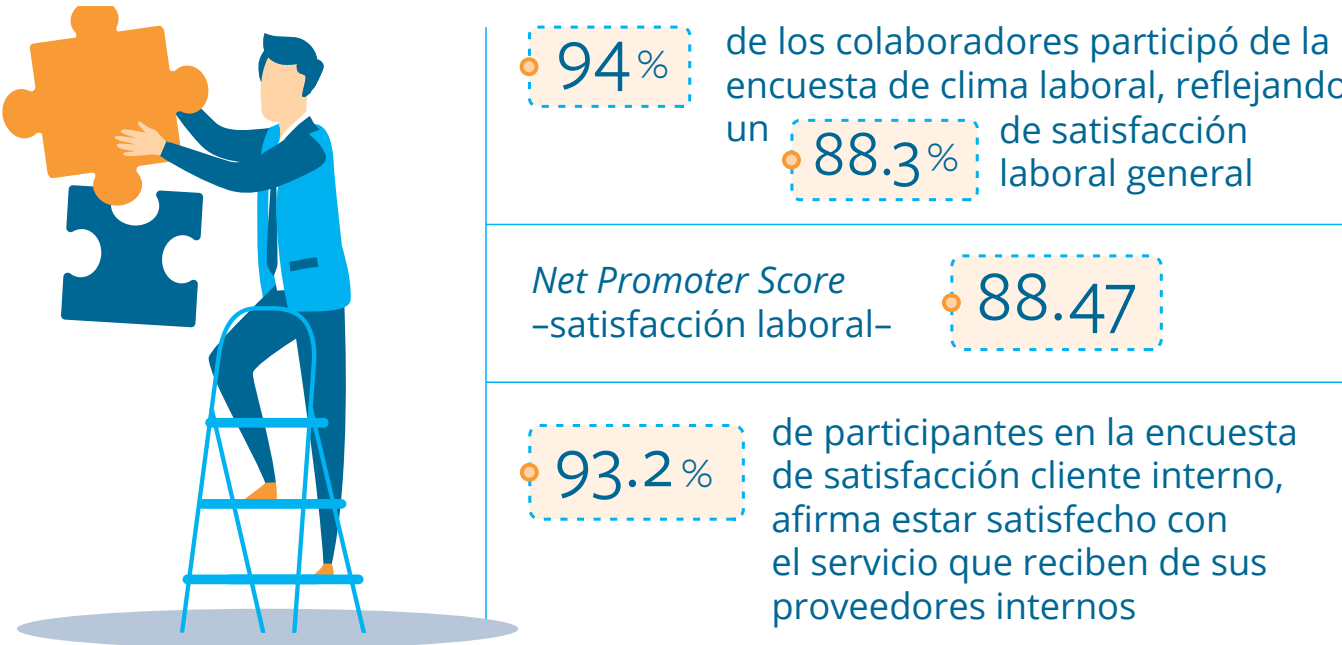 94 % de los colaboradores participó de la
encuesta de clima laboral, reflejando
un 88.3 % de satisfacción
laboral general
Net Promoter Score
–satisfacción laboral–
88.47
93.2 %
de participantes en la encuesta
de satisfacción cliente interno,
afirma estar satisfecho con
el servicio que reciben de sus
proveedores internos